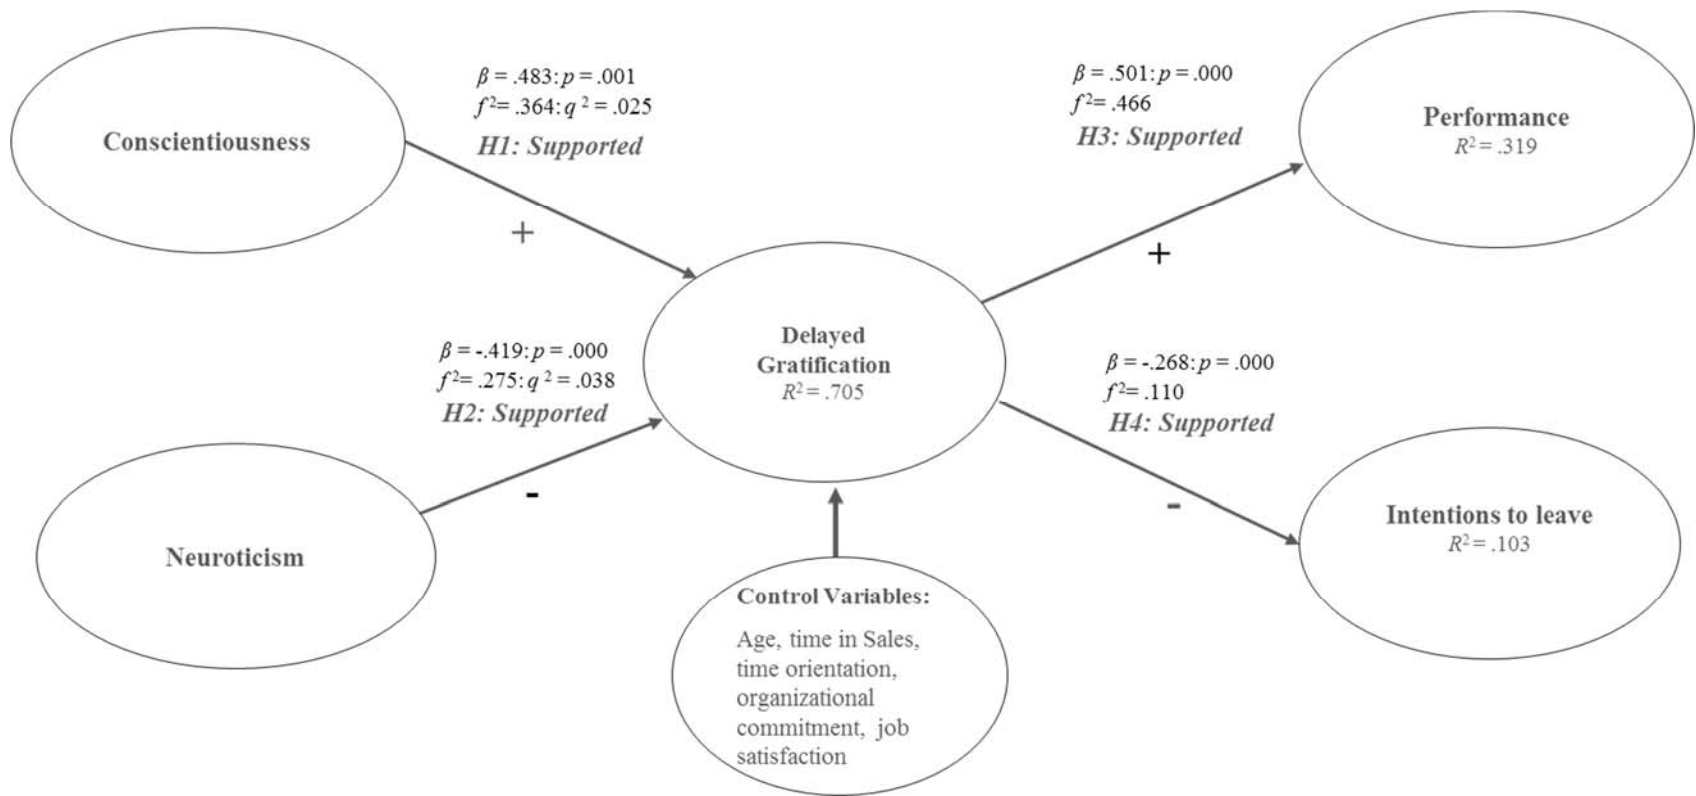 Conscientiousness
β = .483: p = .001
f²= .364: q ² = .025
H1: Supported
+
β = .501: p = .000
f²= .466
H3: Supported
+
Performance
R² = .319
β = -.419: p = .000
f²= .275: q ² = .038
H2: Supported
-
Delayed
Gratification
R² = .705
β = -.268: p = .000
f²= .110
H4: Supported
-
Neuroticism
Intentions to leave
R² = .103
Control Variables:
Age, time in Sales,
time orientation,
organizational
commitment, job
satisfaction